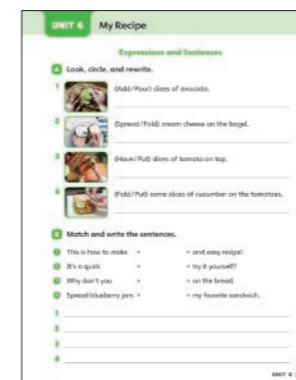 UNIT 6 My Recipe
Expressions and Sentences
A Look, circle, and rewrite.
1 (Add/Pour) slices of avocado.
2 (Spread/Fold) cream cheese on the bagel.
3 (Have/Put) slices of tomato on top.
4 (Fold/Put) some slices of cucumber on the tomatoes.
B Match and write the sentences.
1 This is how to make • • and easy recipe!
2 It's a quick • • try it yourself?
3 Why don't you • • on the bread.
4 Spread blueberry jam • • my favorite sandwich.
1
2
3
4
UNIT 6